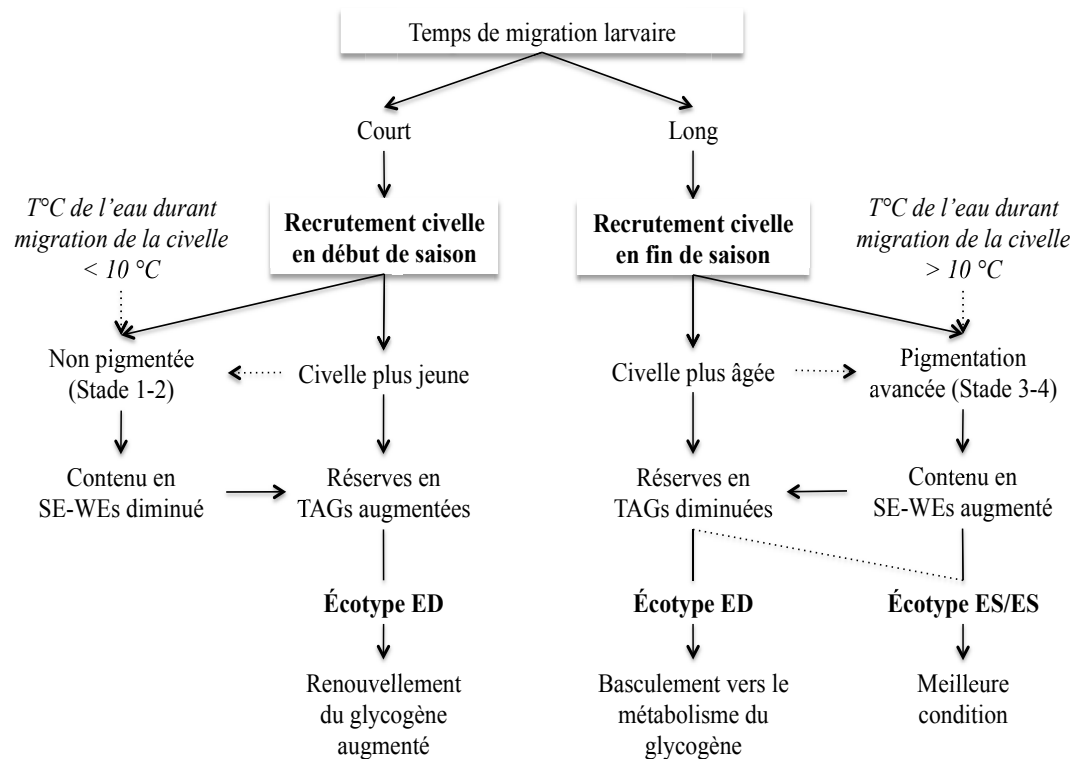 Temps de migration larvaire
Court
Long
T°C de l'eau durant
migration de la civelle
< 10 °C
Recrutement civelle
en début de saison
Recrutement civelle
en fin de saison
T°C de l'eau durant
migration de la civelle
> 10 °C
Non pigmentée
(Stade 1-2)
Civelle plus jeune
Civelle plus âgée
Pigmentation
avancée (Stade 3-4)
Contenu en
SE-WEs diminué
Réserves en
TAGs augmentées
Réserves en
TAGs diminuées
Contenu en
SE-WEs augmenté
Écotype ED
Écotype ED
Écotype ES/ES
Renouvellement
du glycogène
augmenté
Basculement vers le
métabolisme du
glycogène
Meilleure
condition